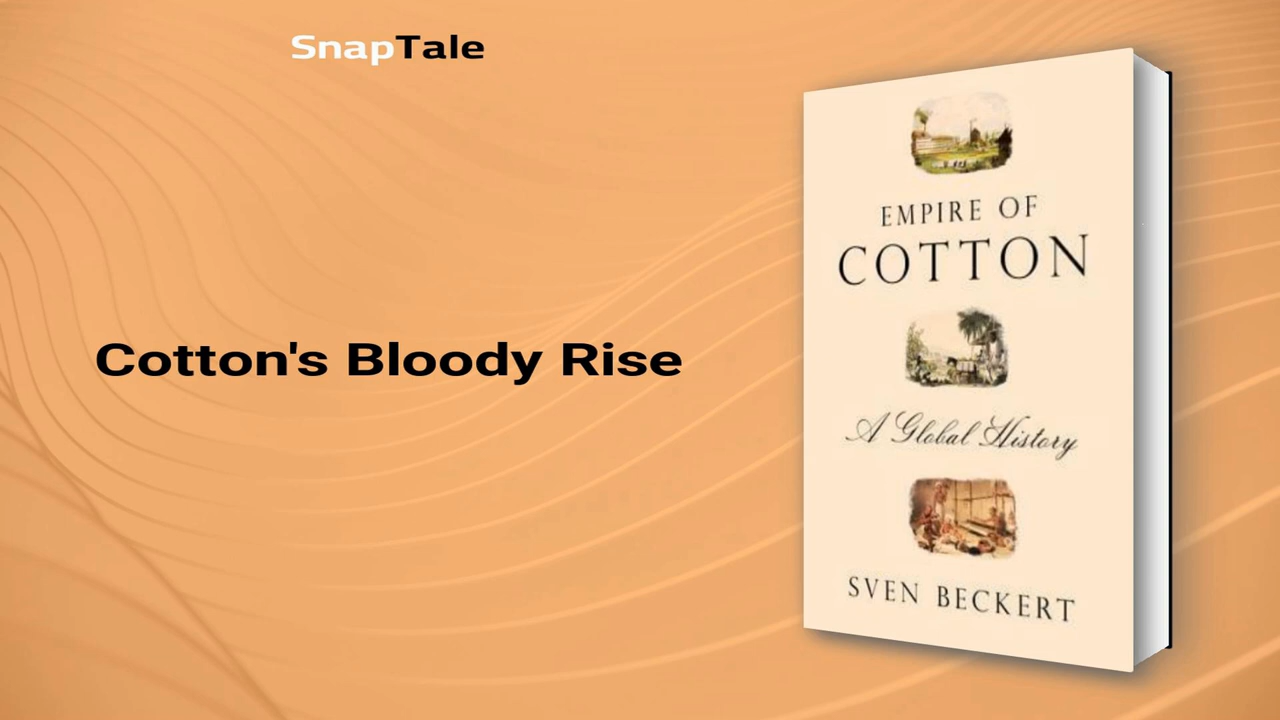 SnapTale
Cotton's Bloody Rise
EMPIRE OF
COTTON
A Global History
SVEN BECKERT